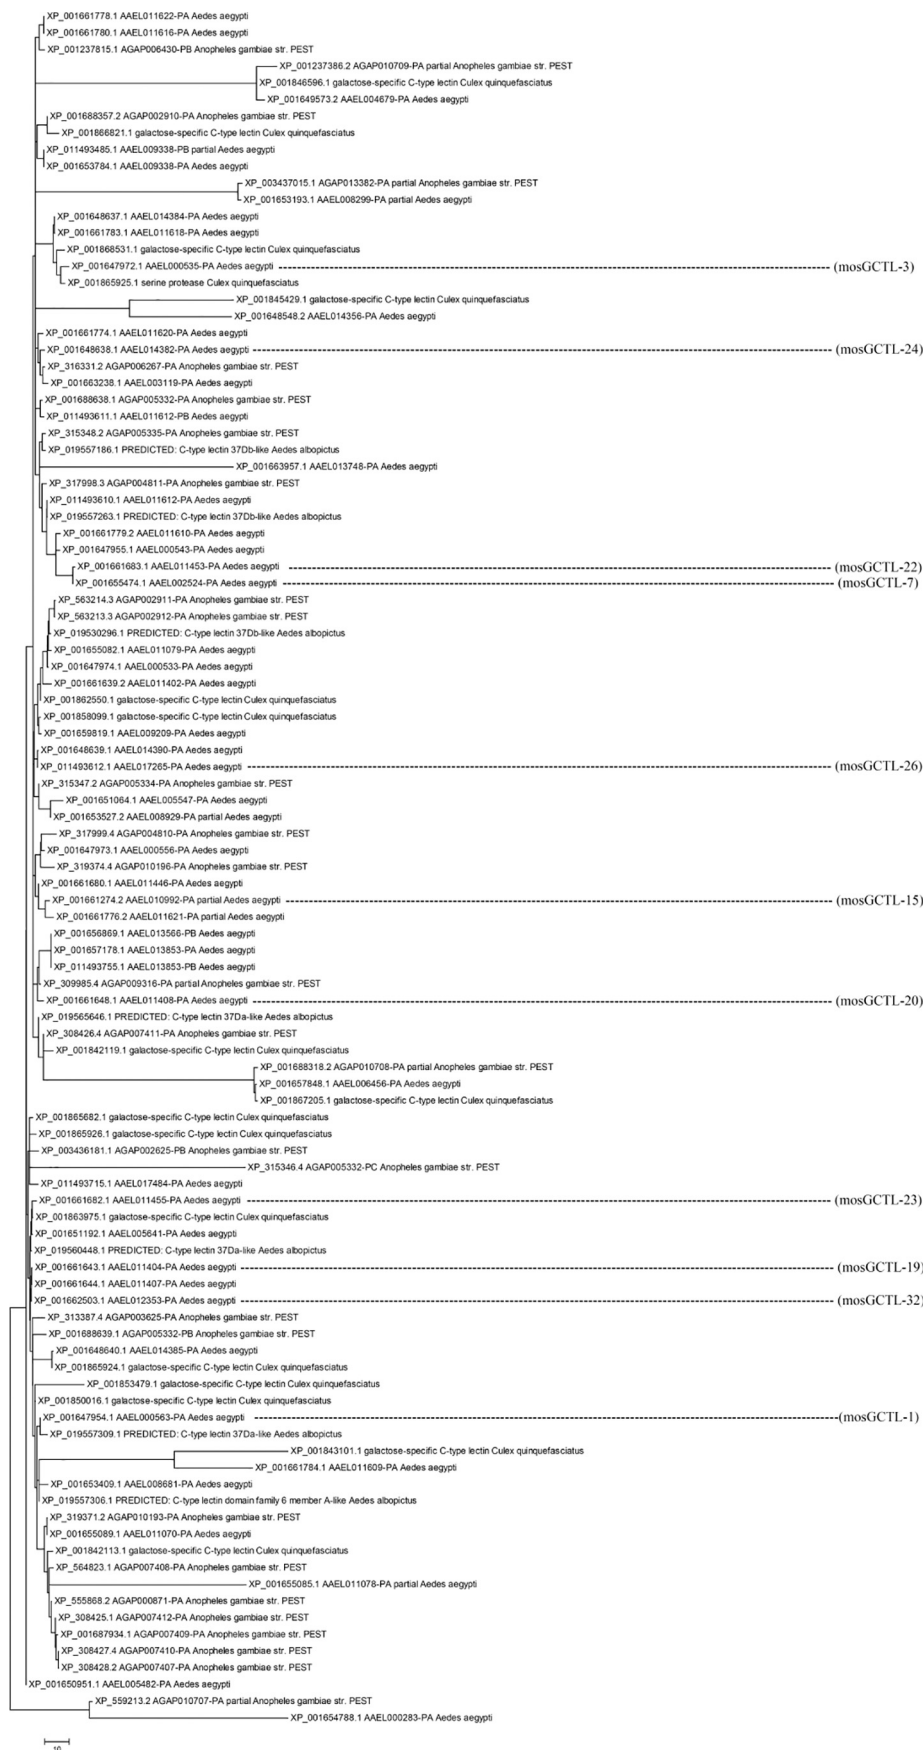 XP_001661778.1 AAEL011622-PA Aedes aegypti
XP_001661780.1 AAEL011616-PA Aedes aegypti
XP_001237815.1 AGAP006430-PB Anopheles gambiae str. PEST
XP_001237386.2 AGAP010709-PA partial Anopheles gambiae str. PEST
XP_001846596.1 galactose-specific C-type lectin Culex quinquefasciatus
XP_001649573.2 AAEL004679-PA Aedes aegypti
XP_001688357.2 AGAP002910-PA Anopheles gambiae str. PEST
XP_001866821.1 galactose-specific C-type lectin Culex quinquefasciatus
XP_011493485.1 AAEL009338-PB partial Aedes aegypti
XP_001653784.1 AAEL009338-PA Aedes aegypti
XP_003437015.1 AGAP013382-PA partial Anopheles gambiae str. PEST
XP_001653193.1 AAEL008299-PA partial Aedes aegypti
XP_001648637.1 AAEL014384-PA Aedes aegypti
XP_001661783.1 AAEL011618-PA Aedes aegypti
XP_001868531.1 galactose-specific C-type lectin Culex quinquefasciatus
XP_001647972.1 AAEL000535-PA Aedes aegypti (mosGCTL-3)
XP_001865925.1 serine protease Culex quinquefasciatus
XP_001845429.1 galactose-specific C-type lectin Culex quinquefasciatus
XP_001648548.2 AAEL014356-PA Aedes aegypti
XP_001661774.1 AAEL011620-PA Aedes aegypti
XP_001648638.1 AAEL014382-PA Aedes aegypti (mosGCTL-24)
XP_316331.2 AGAP006267-PA Anopheles gambiae str. PEST
XP_001663238.1 AAEL003119-PA Aedes aegypti
XP_001688638.1 AGAP005332-PA Anopheles gambiae str. PEST
XP_011493611.1 AAEL011612-PB Aedes aegypti
XP_315348.2 AGAP005335-PA Anopheles gambiae str. PEST
XP_019557186.1 PREDICTED: C-type lectin 37Db-like Aedes albopictus
XP_001663957.1 AAEL013748-PA Aedes aegypti
XP_317998.3 AGAP004811-PA Anopheles gambiae str. PEST
XP_011493610.1 AAEL011612-PA Aedes aegypti
XP_019557263.1 PREDICTED: C-type lectin 37Db-like Aedes albopictus
XP_001661779.2 AAEL011610-PA Aedes aegypti
XP_001647955.1 AAEL000543-PA Aedes aegypti
XP_001661683.1 AAEL011453-PA Aedes aegypti (mosGCTL-22)
XP_001655474.1 AAEL002524-PA Aedes aegypti (mosGCTL-7)
XP_563214.3 AGAP002911-PA Anopheles gambiae str. PEST
XP_563213.3 AGAP002912-PA Anopheles gambiae str. PEST
XP_019530296.1 PREDICTED: C-type lectin 37Db-like Aedes albopictus
XP_001655082.1 AAEL011079-PA Aedes aegypti
XP_001647974.1 AAEL000533-PA Aedes aegypti
XP_001661639.2 AAEL011402-PA Aedes aegypti
XP_001862550.1 galactose-specific C-type lectin Culex quinquefasciatus
XP_001858099.1 galactose-specific C-type lectin Culex quinquefasciatus
XP_001659819.1 AAEL009209-PA Aedes aegypti
XP_001648639.1 AAEL014390-PA Aedes aegypti
XP_011493612.1 AAEL017265-PA Aedes aegypti (mosGCTL-26)
XP_315347.2 AGAP005334-PA Anopheles gambiae str. PEST
XP_001651064.1 AAEL005547-PA Aedes aegypti
XP_001653527.2 AAEL008929-PA partial Aedes aegypti
XP_317999.4 AGAP004810-PA Anopheles gambiae str. PEST
XP_001647973.1 AAEL000556-PA Aedes aegypti
XP_319374.4 AGAP010196-PA Anopheles gambiae str. PEST
XP_001661680.1 AAEL011446-PA Aedes aegypti
XP_001661274.2 AAEL010992-PA partial Aedes aegypti (mosGCTL-15)
XP_001661776.2 AAEL011621-PA partial Aedes aegypti
XP_001656869.1 AAEL013566-PB Aedes aegypti
XP_001657178.1 AAEL013853-PA Aedes aegypti
XP_011493755.1 AAEL013853-PB Aedes aegypti
XP_309985.4 AGAP009316-PA partial Anopheles gambiae str. PEST
XP_001661648.1 AAEL011408-PA Aedes aegypti (mosGCTL-20)
XP_019565646.1 PREDICTED: C-type lectin 37Da-like Aedes albopictus
XP_308426.4 AGAP007411-PA Anopheles gambiae str. PEST
XP_001842119.1 galactose-specific C-type lectin Culex quinquefasciatus
XP_001688318.2 AGAP010708-PA partial Anopheles gambiae str. PEST
XP_001657848.1 AAEL006456-PA Aedes aegypti
XP_001867205.1 galactose-specific C-type lectin Culex quinquefasciatus
XP_001865682.1 galactose-specific C-type lectin Culex quinquefasciatus
XP_001865926.1 galactose-specific C-type lectin Culex quinquefasciatus
XP_003436181.1 AGAP002625-PB Anopheles gambiae str. PEST
XP_315346.4 AGAP005332-PC Anopheles gambiae str. PEST
XP_011493715.1 AAEL017484-PA Aedes aegypti
XP_001661682.1 AAEL011455-PA Aedes aegypti (mosGCTL-23)
XP_001863975.1 galactose-specific C-type lectin Culex quinquefasciatus
XP_001651192.1 AAEL005641-PA Aedes aegypti
XP_019560448.1 PREDICTED: C-type lectin 37Da-like Aedes albopictus
XP_001661643.1 AAEL011404-PA Aedes aegypti (mosGCTL-19)
XP_001661644.1 AAEL011407-PA Aedes aegypti
XP_001662503.1 AAEL012353-PA Aedes aegypti (mosGCTL-32)
XP_313387.4 AGAP003625-PA Anopheles gambiae str. PEST
XP_001688639.1 AGAP005332-PB Anopheles gambiae str. PEST
XP_001648640.1 AAEL014385-PA Aedes aegypti
XP_001865924.1 galactose-specific C-type lectin Culex quinquefasciatus
XP_001853479.1 galactose-specific C-type lectin Culex quinquefasciatus
XP_001850016.1 galactose-specific C-type lectin Culex quinquefasciatus
XP_001647954.1 AAEL000563-PA Aedes aegypti (mosGCTL-1)
XP_019557309.1 PREDICTED: C-type lectin 37Da-like Aedes albopictus
XP_001843101.1 galactose-specific C-type lectin Culex quinquefasciatus
XP_001661784.1 AAEL011609-PA Aedes aegypti
XP_001653409.1 AAEL008681-PA Aedes aegypti
XP_019557306.1 PREDICTED: C-type lectin domain family 6 member A-like Aedes albopictus
XP_319371.2 AGAP010193-PA Anopheles gambiae str. PEST
XP_001655089.1 AAEL011070-PA Aedes aegypti
XP_001842113.1 galactose-specific C-type lectin Culex quinquefasciatus
XP_564823.1 AGAP007408-PA Anopheles gambiae str. PEST
XP_001655085.1 AAEL011078-PA partial Aedes aegypti
XP_555868.2 AGAP000871-PA Anopheles gambiae str. PEST
XP_308425.1 AGAP007412-PA Anopheles gambiae str. PEST
XP_001687934.1 AGAP007409-PA Anopheles gambiae str. PEST
XP_308427.4 AGAP007410-PA Anopheles gambiae str. PEST
XP_308428.2 AGAP007407-PA Anopheles gambiae str. PEST
XP_001650951.1 AAEL005482-PA Aedes aegypti
XP_559213.2 AGAP010707-PA partial Anopheles gambiae str. PEST
XP_001654788.1 AAEL000283-PA Aedes aegypti
10